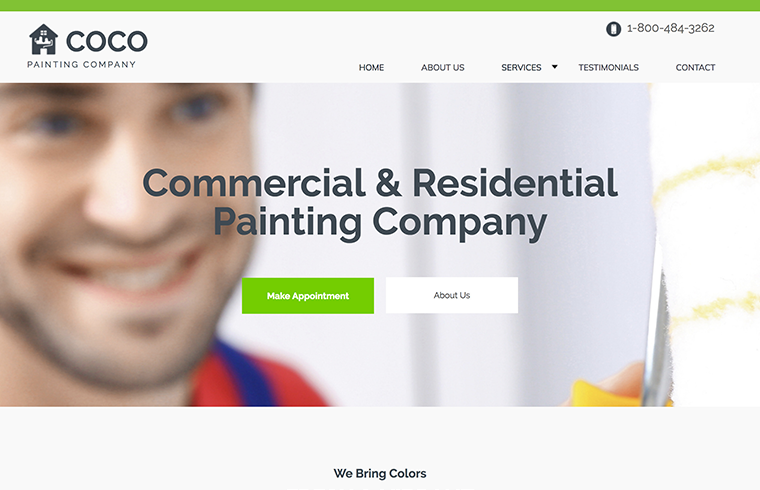 COCO
PAINTING COMPANY
1-800-484-3262
HOME ABOUT US SERVICES TESTIMONIALS CONTACT
Commercial & Residential
Painting Company
Make Appointment About Us
We Bring Colors